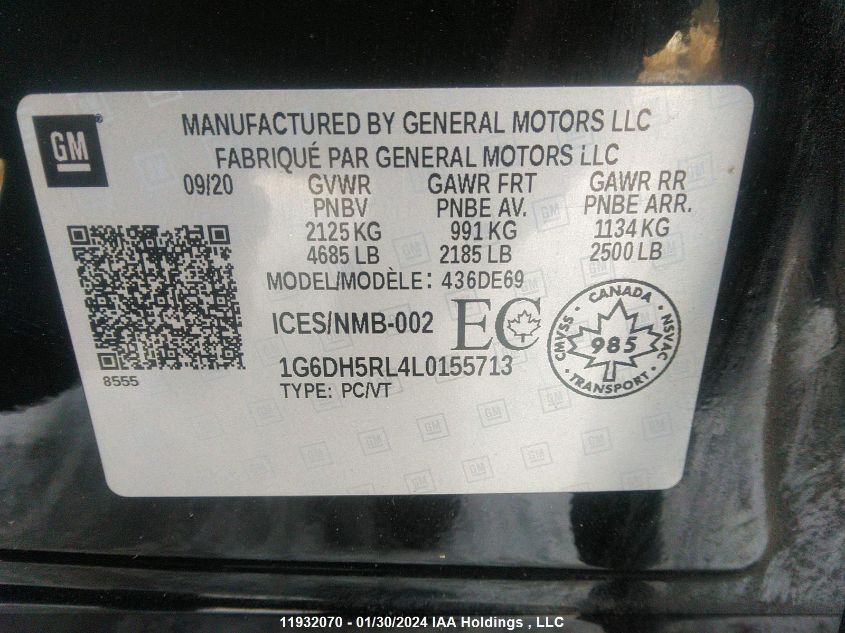 GM
MANUFACTURED BY GENERAL MOTORS LLC
FABRIQUÉ PAR GENERAL MOTORS LLC
09/20 GVWR GAWR FRT GAWR RR
PNBV PNBE AV. PNBE ARR.
2125 KG 991 KG 1134 KG
4685 LB 2185 LB 2500 LB
MODEL/MODÈLE: 436DE69
ICES/NMB-002 EC
CANADA
CMVSS 985 NSVAC
TRANSPORT
8555
1G6DH5RL4L0155713
TYPE: PC/VT
11932070 - 01/30/2024 IAA Holdings , LLC